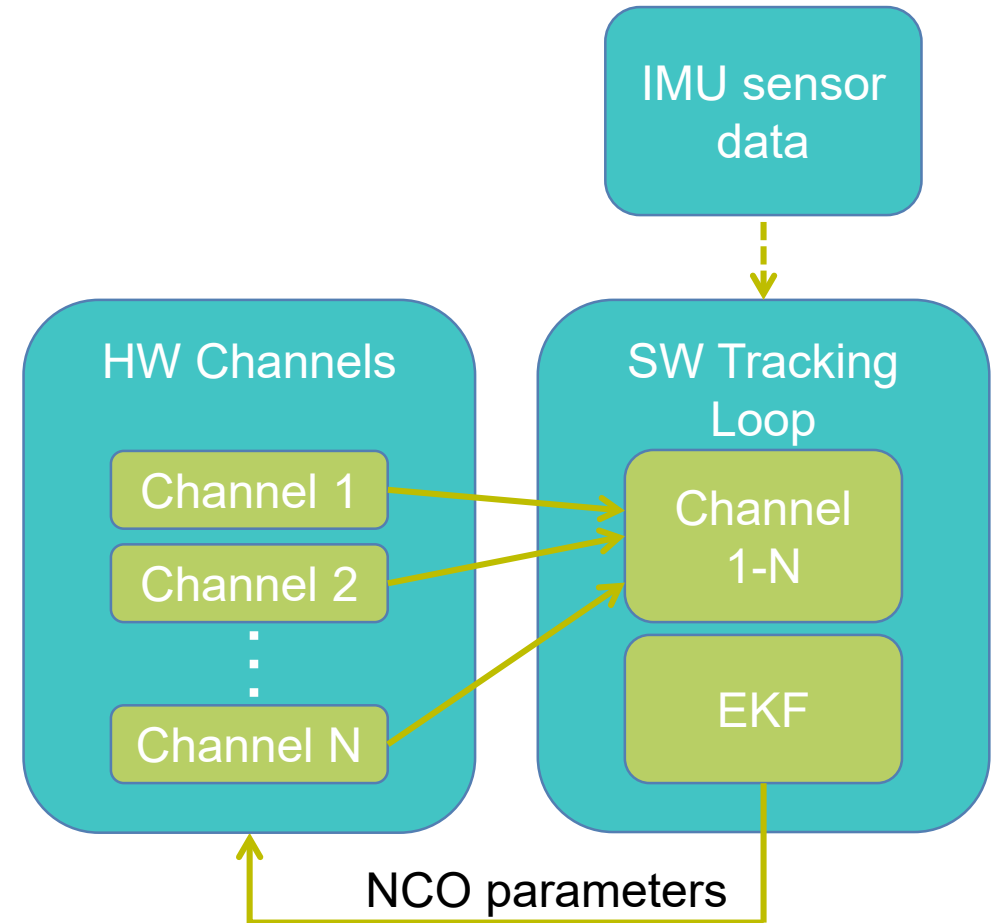 IMU sensor
data
HW Channels
Channel 1
Channel 2
Channel N
SW Tracking
Loop
Channel
1-N
EKF
NCO parameters